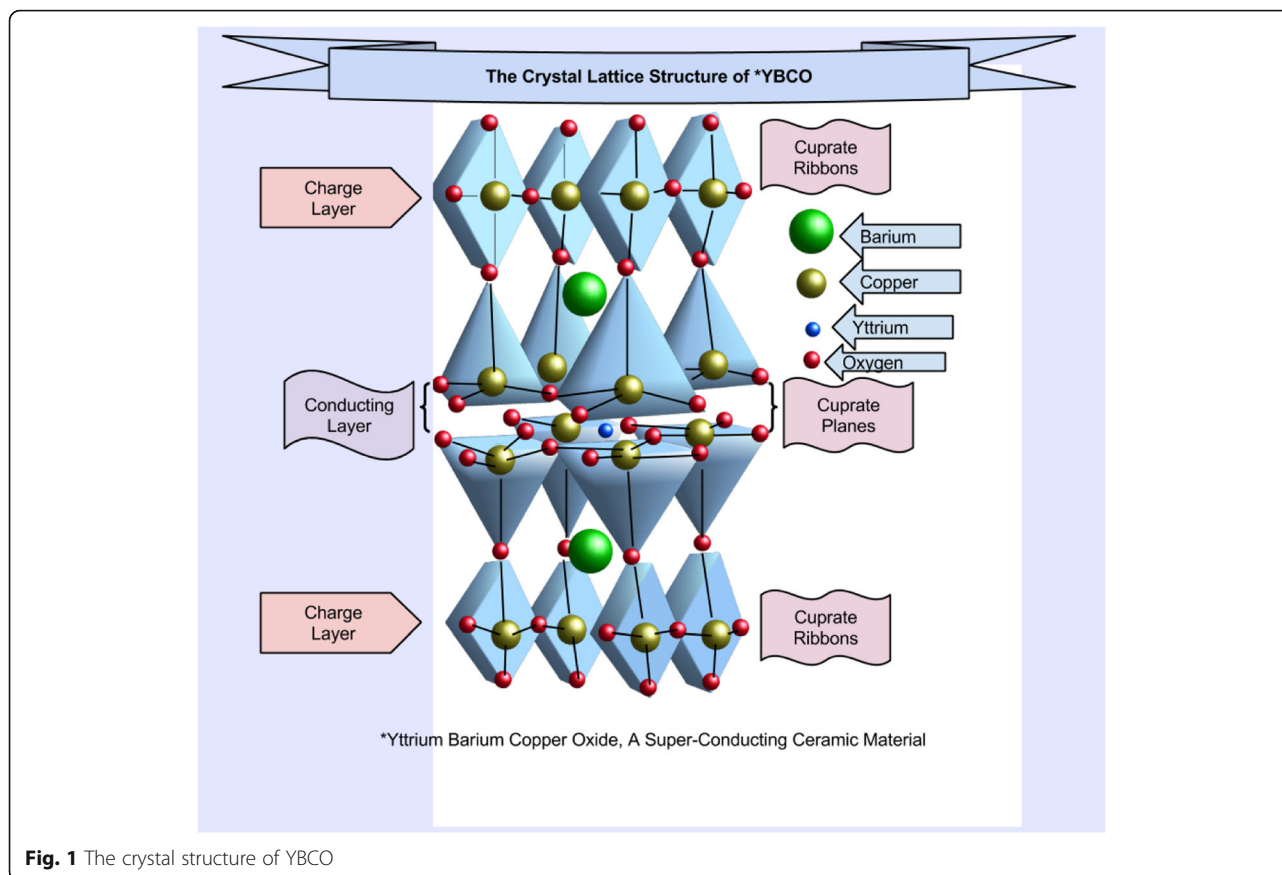 The Crystal Lattice Structure of *YBCO
Cuprate
Ribbons
Charge
Layer
Barium
Copper
Yttrium
Oxygen
Conducting
Layer
Cuprate
Planes
Charge
Layer
Cuprate
Ribbons
*Yttrium Barium Copper Oxide, A Super-Conducting Ceramic Material
Fig. 1 The crystal structure of YBCO